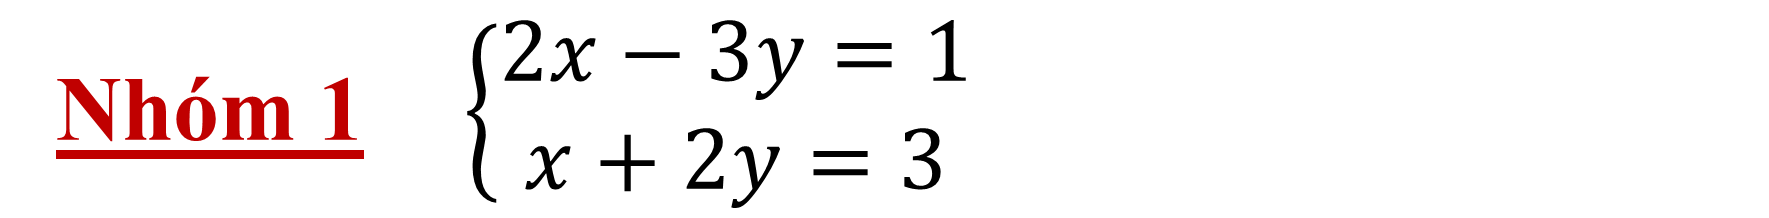 Nhóm 1
2x − 3y = 1
x + 2y = 3